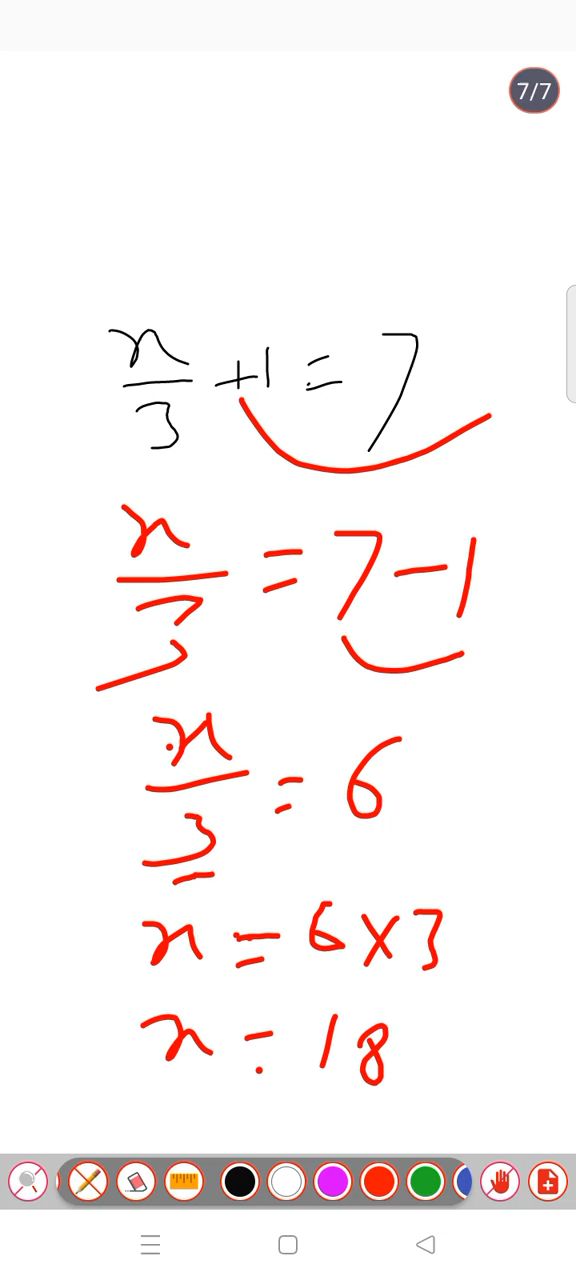 7/7
x/3 +1 = 7
x/3 = 7-1
x/3 = 6
x = 6 × 3
x = 18